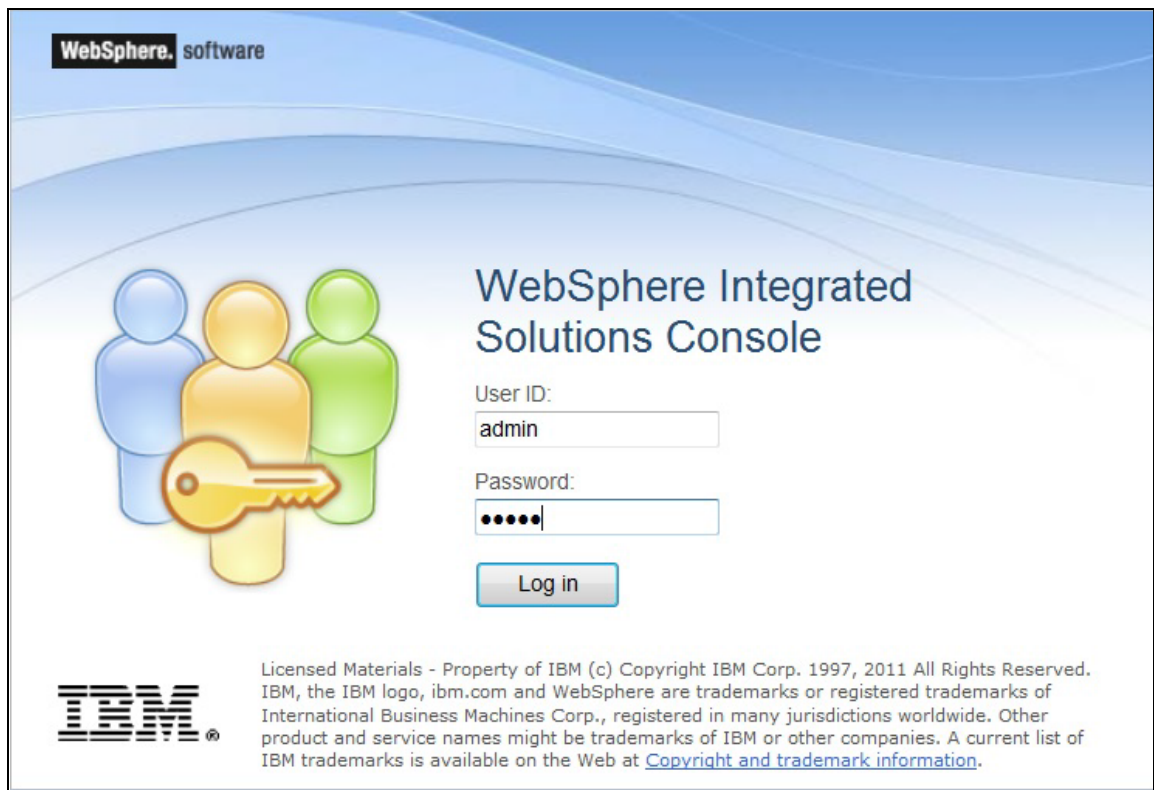 WebSphere. software
WebSphere Integrated
Solutions Console
User ID:
admin
Password:
•••••
Log in
Licensed Materials - Property of IBM (c) Copyright IBM Corp. 1997, 2011 All Rights Reserved.
IBM, the IBM logo, ibm.com and WebSphere are trademarks or registered trademarks of
International Business Machines Corp., registered in many jurisdictions worldwide. Other
product and service names might be trademarks of IBM or other companies. A current list of
IBM trademarks is available on the Web at Copyright and trademark information.
IBM®